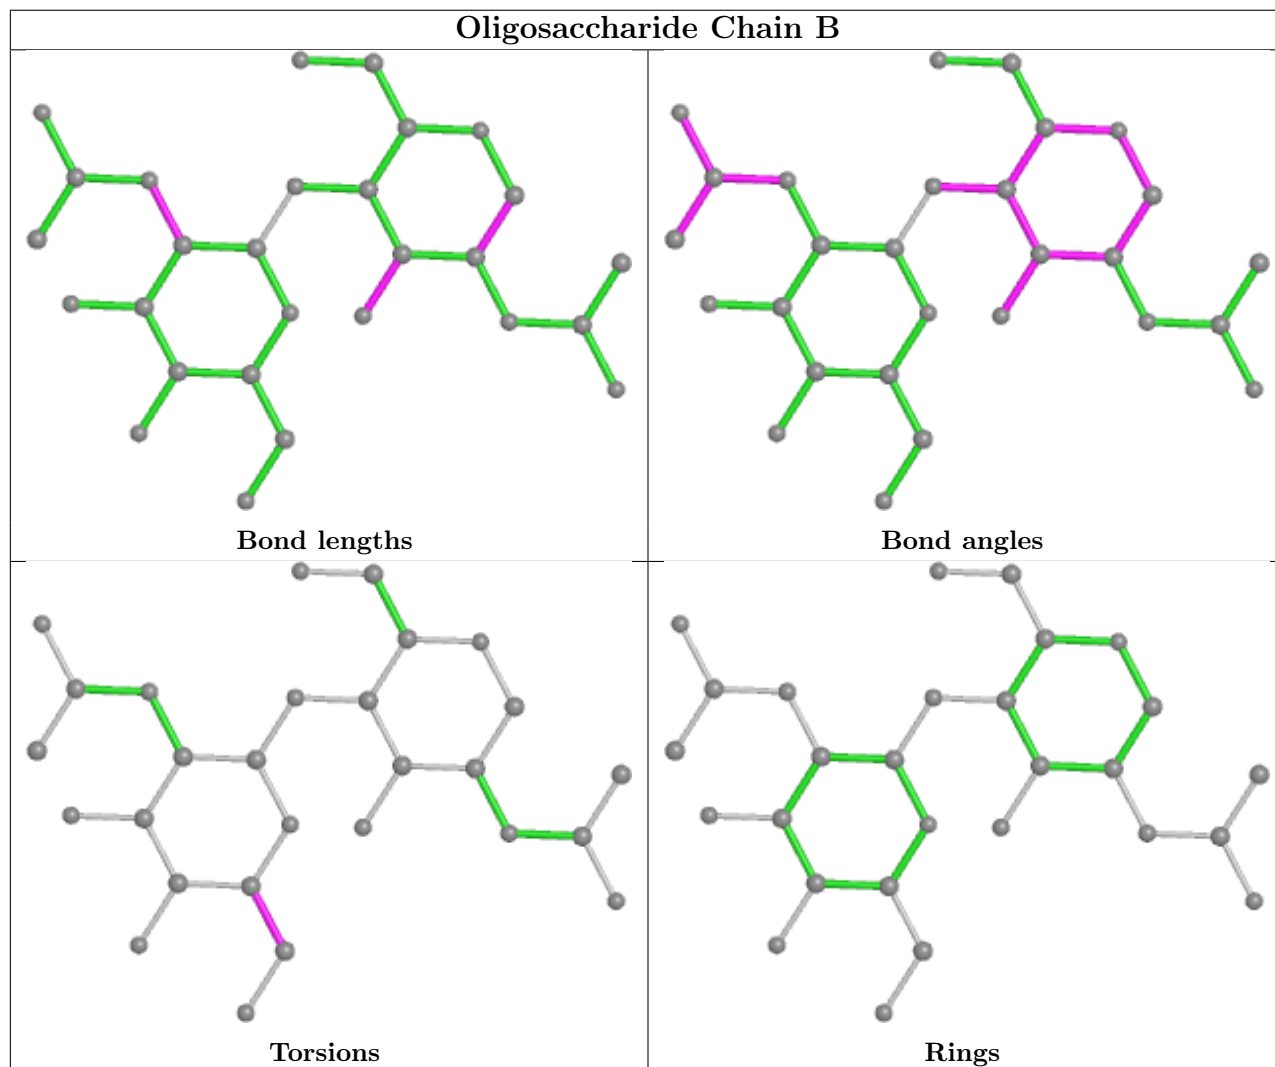 Oligosaccharide Chain B
Bond lengths
Bond angles
Torsions
Rings